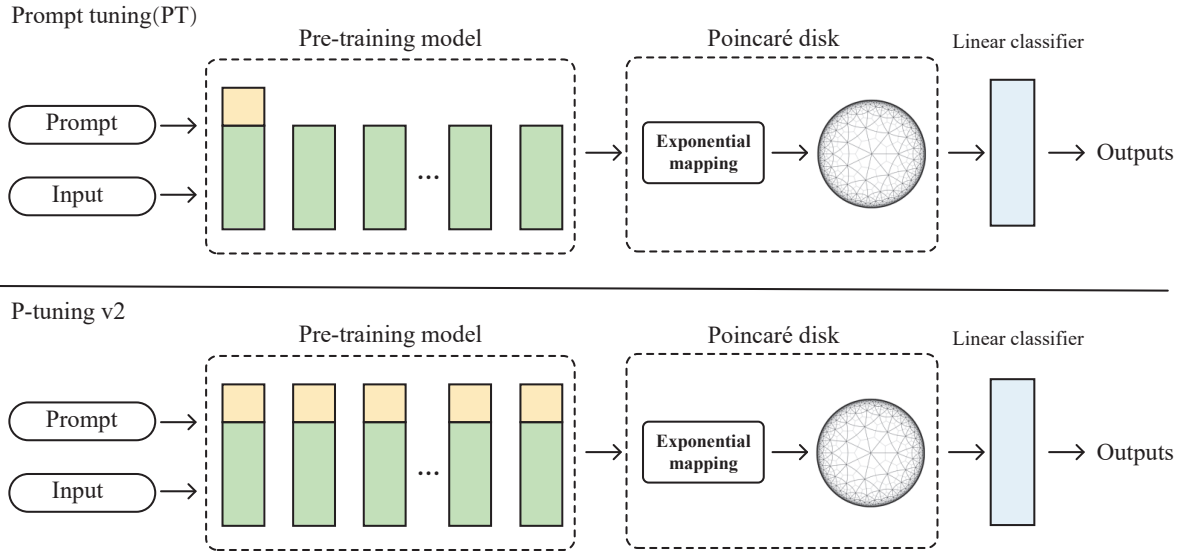 Prompt tuning(PT)
Pre-training model
Poincaré disk
Linear classifier
Prompt
Input
...
Exponential
mapping
Outputs
P-tuning v2
Pre-training model
Poincaré disk
Linear classifier
Prompt
Input
...
Exponential
mapping
Outputs